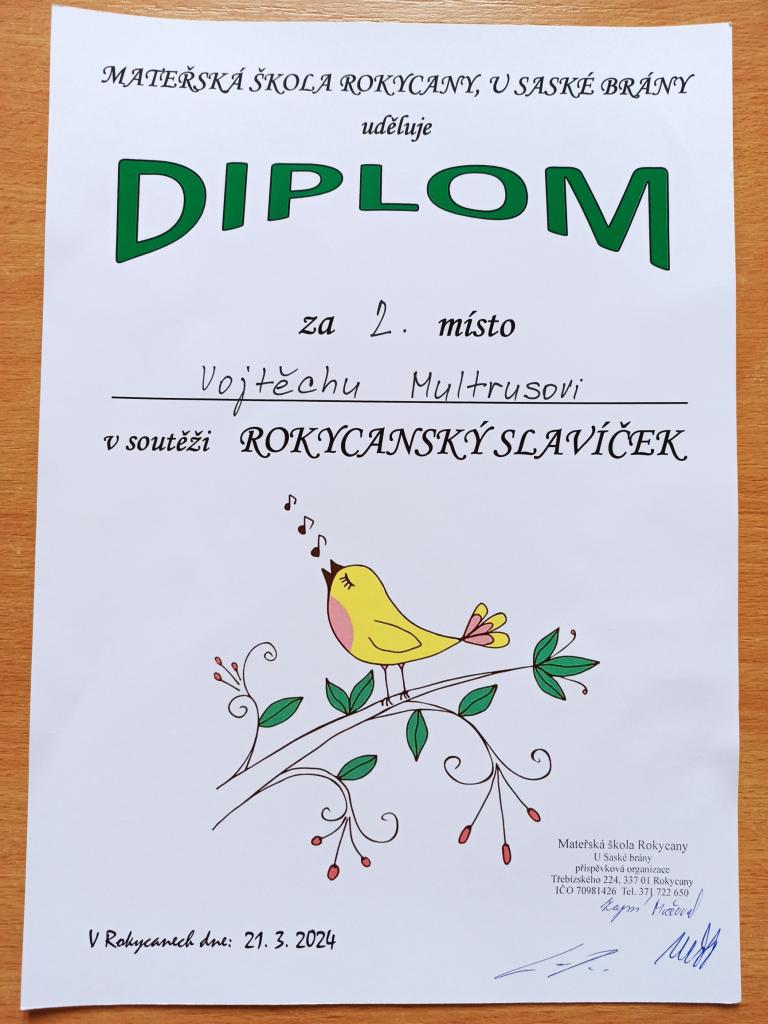 MATEŘSKÁ ŠKOLA ROKYCANY, U SASKÉ BRÁNY
uděluje
DIPLOM
za 2. místo
Vojtěchu Multrusovi
v soutěži ROKYCANSKÝ SLAVÍČEK
Mateřská škola Rokycany
U Saské brány
příspěvková organizace
Třebízského 224, 337 01 Rokycany
IČO 70981426 Tel. 371 722 650
V Rokycanech dne: 21. 3. 2024